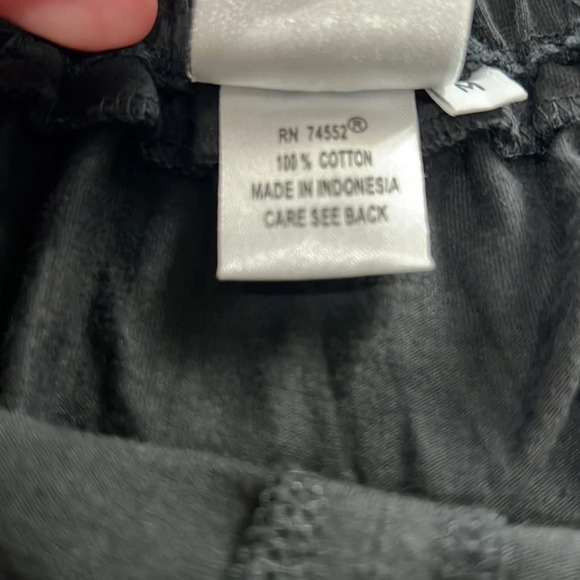 M
RN 74552®
100% COTTON
MADE IN INDONESIA
CARE SEE BACK